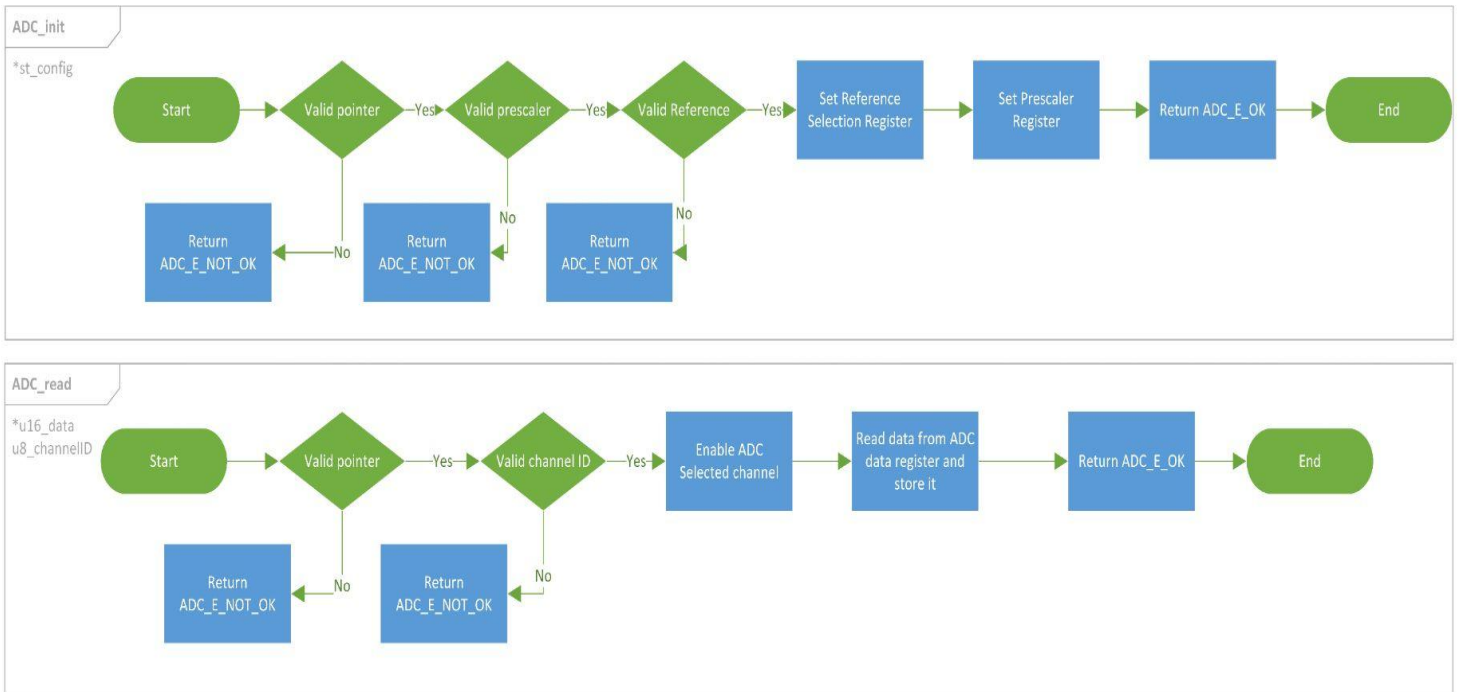 ADC_init
*st_config
Start
Valid pointer
Yes
Valid prescaler
Yes
Valid Reference
Yes
Set Reference
Selection Register
Set Prescaler
Register
Return ADC_E_OK
End
No
Return
ADC_E_NOT_OK
No
Return
ADC_E_NOT_OK
No
Return
ADC_E_NOT_OK
ADC_read
*u16_data
u8_channelID
Start
Valid pointer
Yes
Valid channel ID
Yes
Enable ADC
Selected channel
Read data from ADC
data register and
store it
Return ADC_E_OK
End
No
Return
ADC_E_NOT_OK
No
Return
ADC_E_NOT_OK